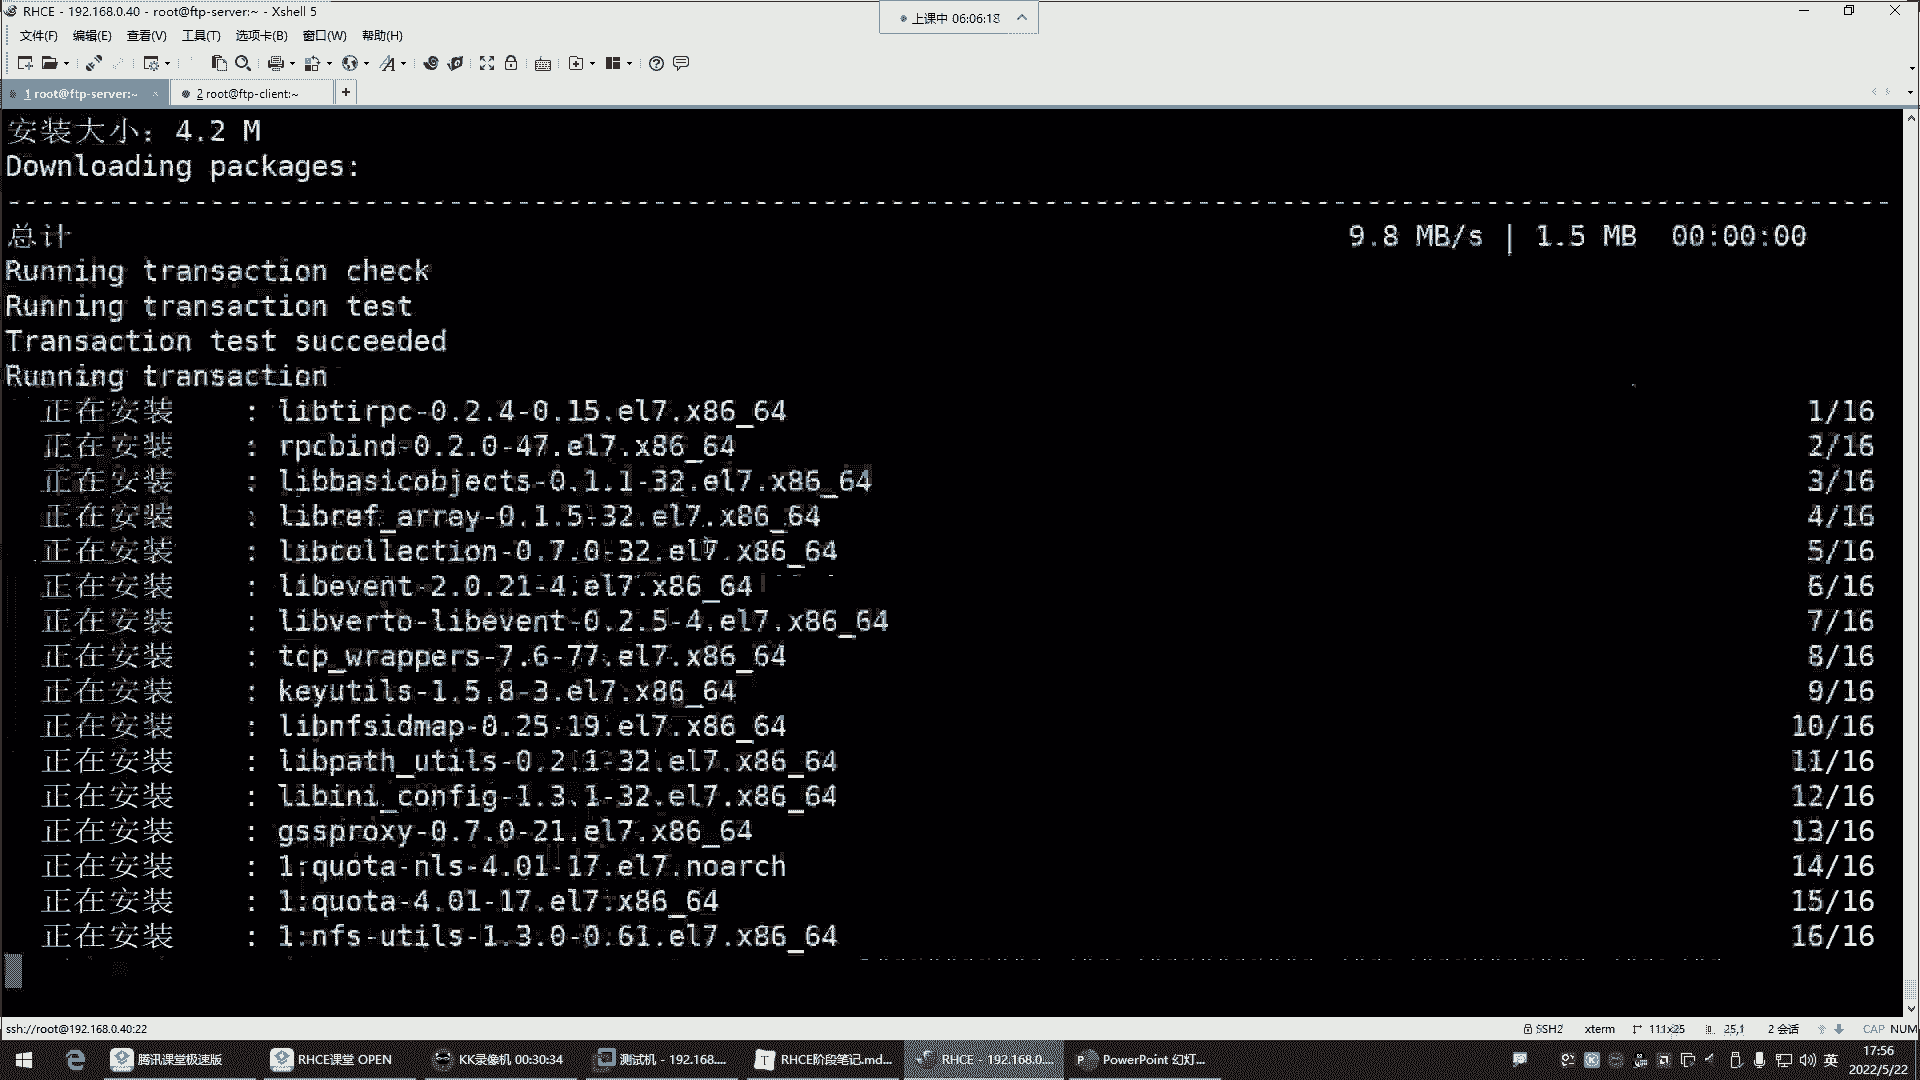 RHCE - 192.168.0.40 - root@ftp-server:~ - Xshell 5
上课中 06:06:18
文件(F) 编辑(E) 查看(V) 工具(T) 选项卡(B) 窗口(W) 帮助(H)
1 root@ftp-server:~ × 2 root@ftp-client:~ +
安装大小：4.2 M
Downloading packages:
--------------------------------------------------------------------------------------------------------------
总计 9.8 MB/s | 1.5 MB 00:00:00
Running transaction check
Running transaction test
Transaction test succeeded
Running transaction
正在安装 : libtirpc-0.2.4-0.15.el7.x86_64 1/16
正在安装 : rpcbind-0.2.0-47.el7.x86_64 2/16
正在安装 : libbasicobjects-0.1.1-32.el7.x86_64 3/16
正在安装 : libref_array-0.1.5-32.el7.x86_64 4/16
正在安装 : libcollection-0.7.0-32.el7.x86_64 5/16
正在安装 : libevent-2.0.21-4.el7.x86_64 6/16
正在安装 : libverto-libevent-0.2.5-4.el7.x86_64 7/16
正在安装 : tcp_wrappers-7.6-77.el7.x86_64 8/16
正在安装 : keyutils-1.5.8-3.el7.x86_64 9/16
正在安装 : libnfsidmap-0.25-19.el7.x86_64 10/16
正在安装 : libpath_utils-0.2.1-32.el7.x86_64 11/16
正在安装 : libini_config-1.3.1-32.el7.x86_64 12/16
正在安装 : gssproxy-0.7.0-21.el7.x86_64 13/16
正在安装 : 1:quota-nls-4.01-17.el7.noarch 14/16
正在安装 : 1:quota-4.01-17.el7.x86_64 15/16
正在安装 : 1:nfs-utils-1.3.0-0.61.el7.x86_64 16/16
ssh://root@192.168.0.40:22 SSH2 xterm 111x25 25,1 2 会话 CAP NUM
腾讯课堂极速版 RHCE课堂 OPEN KK录像机 00:30:34 测试机 - 192.168.... RHCE阶段笔记.md... RHCE - 192.168.0.... PowerPoint 幻灯... 英 17:56
2022/5/22